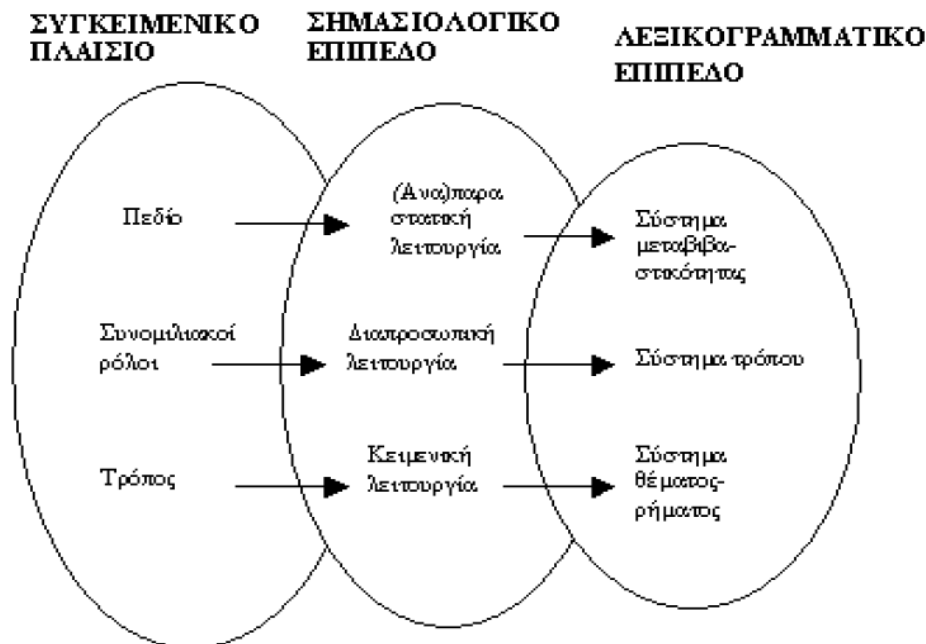 ΣΥΓΚΕΙΜΕΝΙΚΟ
ΠΛΑΙΣΙΟ
ΣΗΜΑΣΙΟΛΟΓΙΚΟ
ΕΠΙΠΕΔΟ
ΛΕΞΙΚΟΓΡΑΜΜΑΤΙΚΟ
ΕΠΙΠΕΔΟ
Πεδίο
(Ανα)παρα
στατική
λειτουργία
Σύστημα
μεταβιβα-
στικότητας
Συνομιλιακοί
ρόλοι
Διαπροσωπική
λειτουργία
Σύστημα τρόπου
Τρόπος
Κειμενική
λειτουργία
Σύστημα
θέματος-
ρήματος